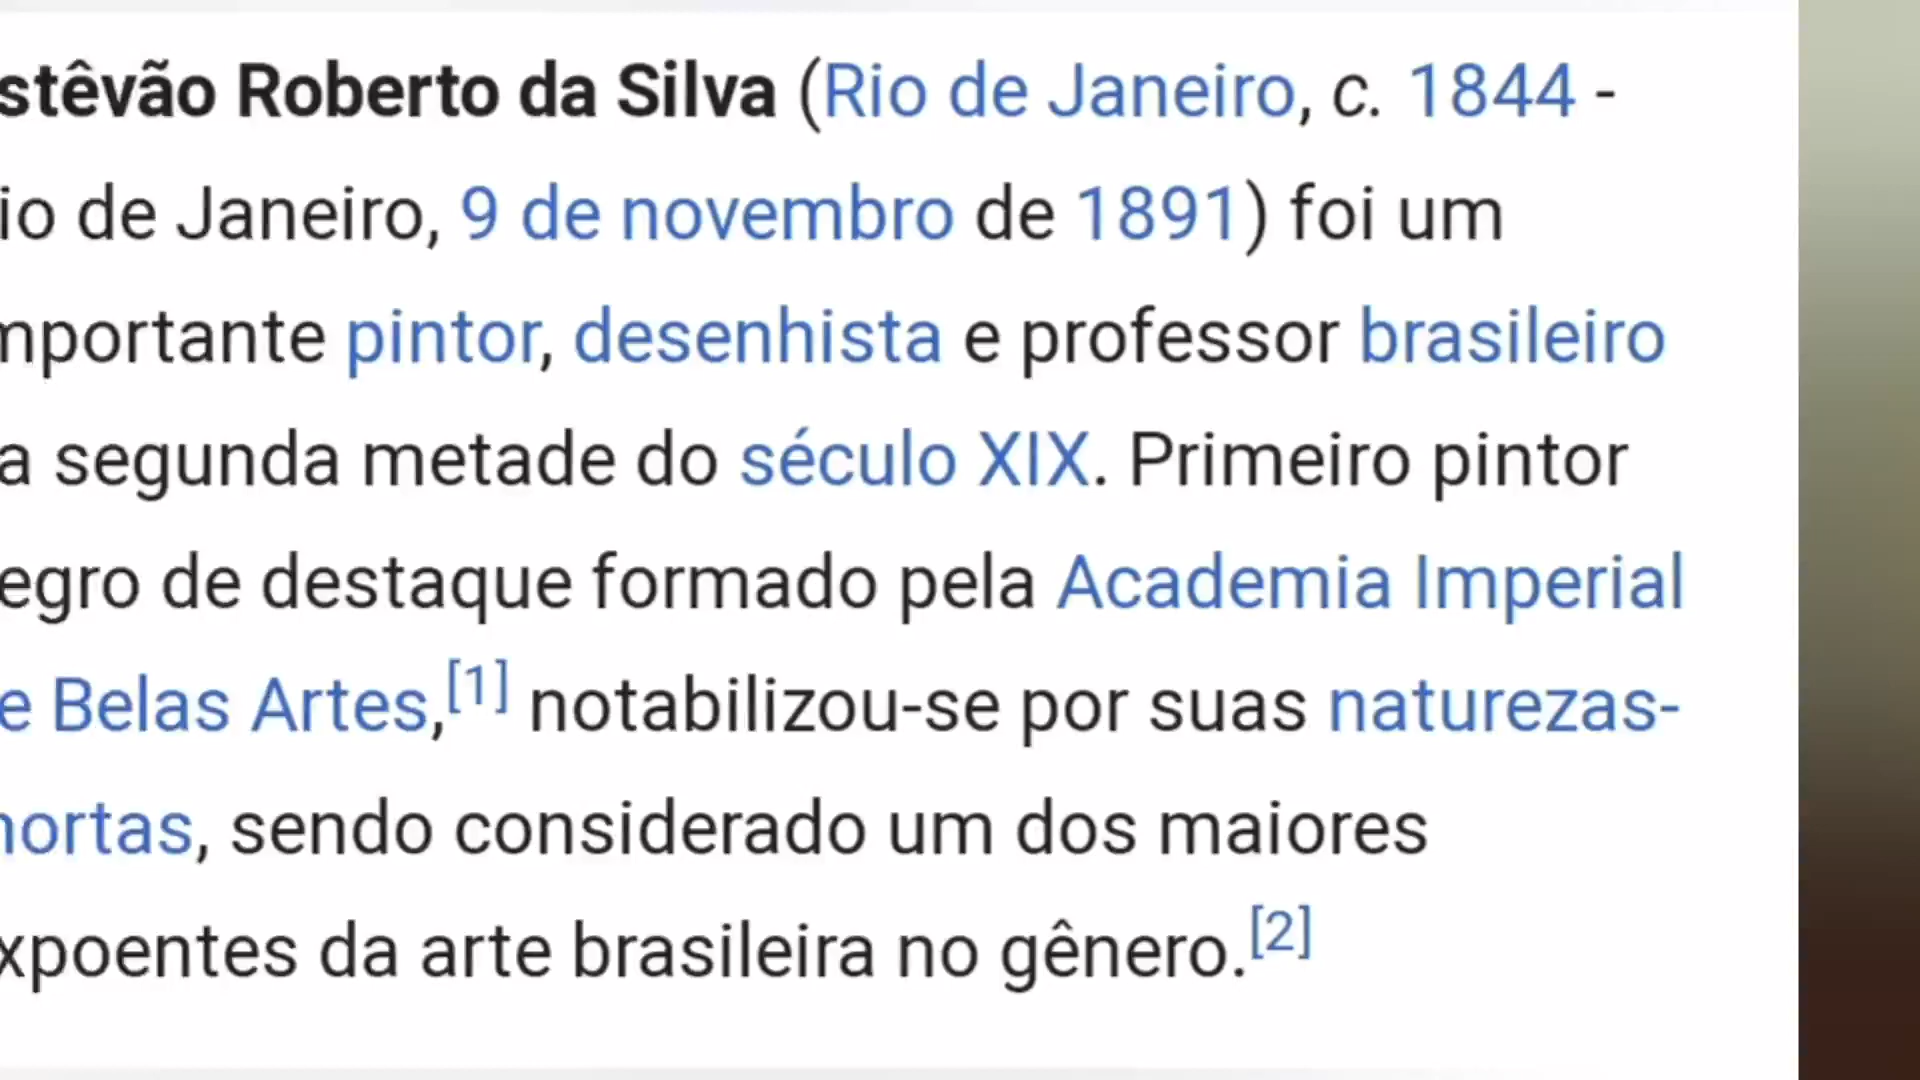 stêvão Roberto da Silva (Rio de Janeiro, c. 1844 -
io de Janeiro, 9 de novembro de 1891) foi um
mportante pintor, desenhista e professor brasileiro
a segunda metade do século XIX. Primeiro pintor
egro de destaque formado pela Academia Imperial
e Belas Artes,[1] notabilizou-se por suas naturezas-
ortas, sendo considerado um dos maiores
xpoentes da arte brasileira no gênero.[2]